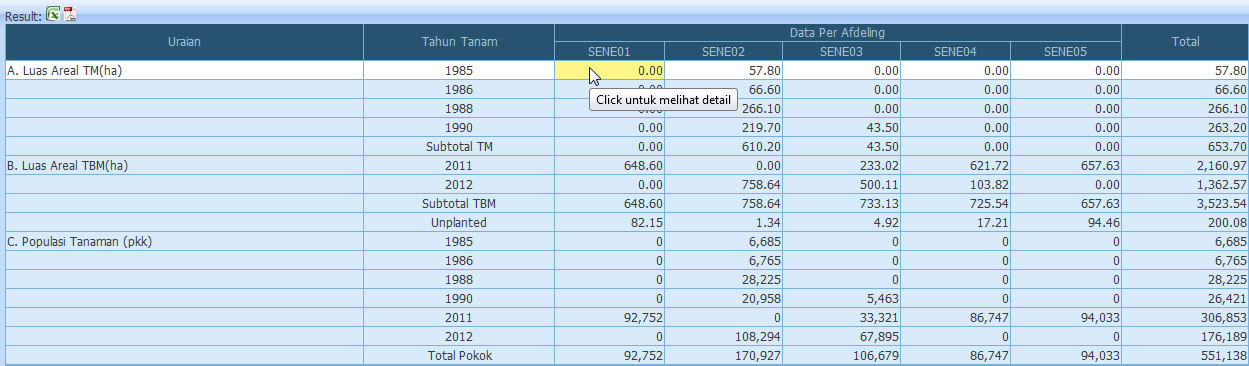 Result:
Uraian Tahun Tanam Data Per Afdeling Total
SENE01 SENE02 SENE03 SENE04 SENE05
A. Luas Areal TM(ha) 1985 0.00 57.80 0.00 0.00 0.00 57.80
1986 0.00 66.60 0.00 0.00 0.00 66.60
Click untuk melihat detail
1988 0.00 266.10 0.00 0.00 0.00 266.10
1990 0.00 219.70 43.50 0.00 0.00 263.20
Subtotal TM 0.00 610.20 43.50 0.00 0.00 653.70
B. Luas Areal TBM(ha) 2011 648.60 0.00 233.02 621.72 657.63 2,160.97
2012 0.00 758.64 500.11 103.82 0.00 1,362.57
Subtotal TBM 648.60 758.64 733.13 725.54 657.63 3,523.54
Unplanted 82.15 1.34 4.92 17.21 94.46 200.08
C. Populasi Tanaman (pkk) 1985 0 6,685 0 0 0 6,685
1986 0 6,765 0 0 0 6,765
1988 0 28,225 0 0 0 28,225
1990 0 20,958 5,463 0 0 26,421
2011 92,752 0 33,321 86,747 94,033 306,853
2012 0 108,294 67,895 0 0 176,189
Total Pokok 92,752 170,927 106,679 86,747 94,033 551,138